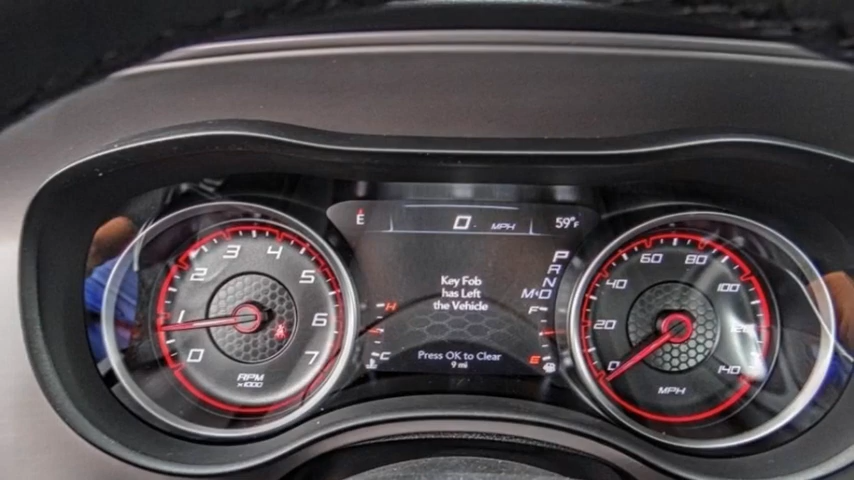 0 1 2 3 4 5 6 7
RPM
x1000
E 0 MPH 59°F
P
R
N
M D
H
C
Key Fob
has Left
the Vehicle
Press OK to Clear
9 mi
F
E
0 20 40 60 80 100 120 140
MPH